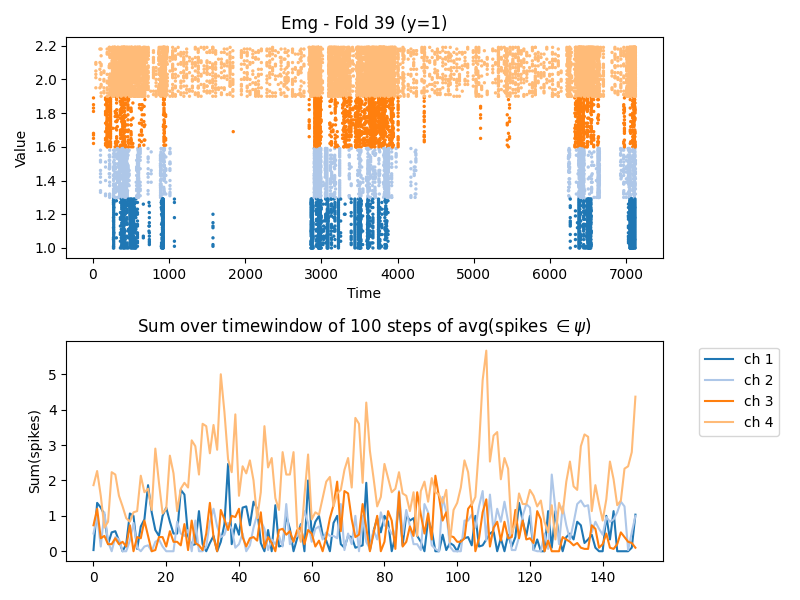 Emg - Fold 39 (y=1)
2.2
2.0
1.8
1.6
1.4
1.2
1.0
Value
0 1000 2000 3000 4000 5000 6000 7000
Time
Sum over timewindow of 100 steps of avg(spikes ∈ ψ)
5
4
3
2
1
0
Sum(spikes)
0 20 40 60 80 100 120 140
ch 1
ch 2
ch 3
ch 4